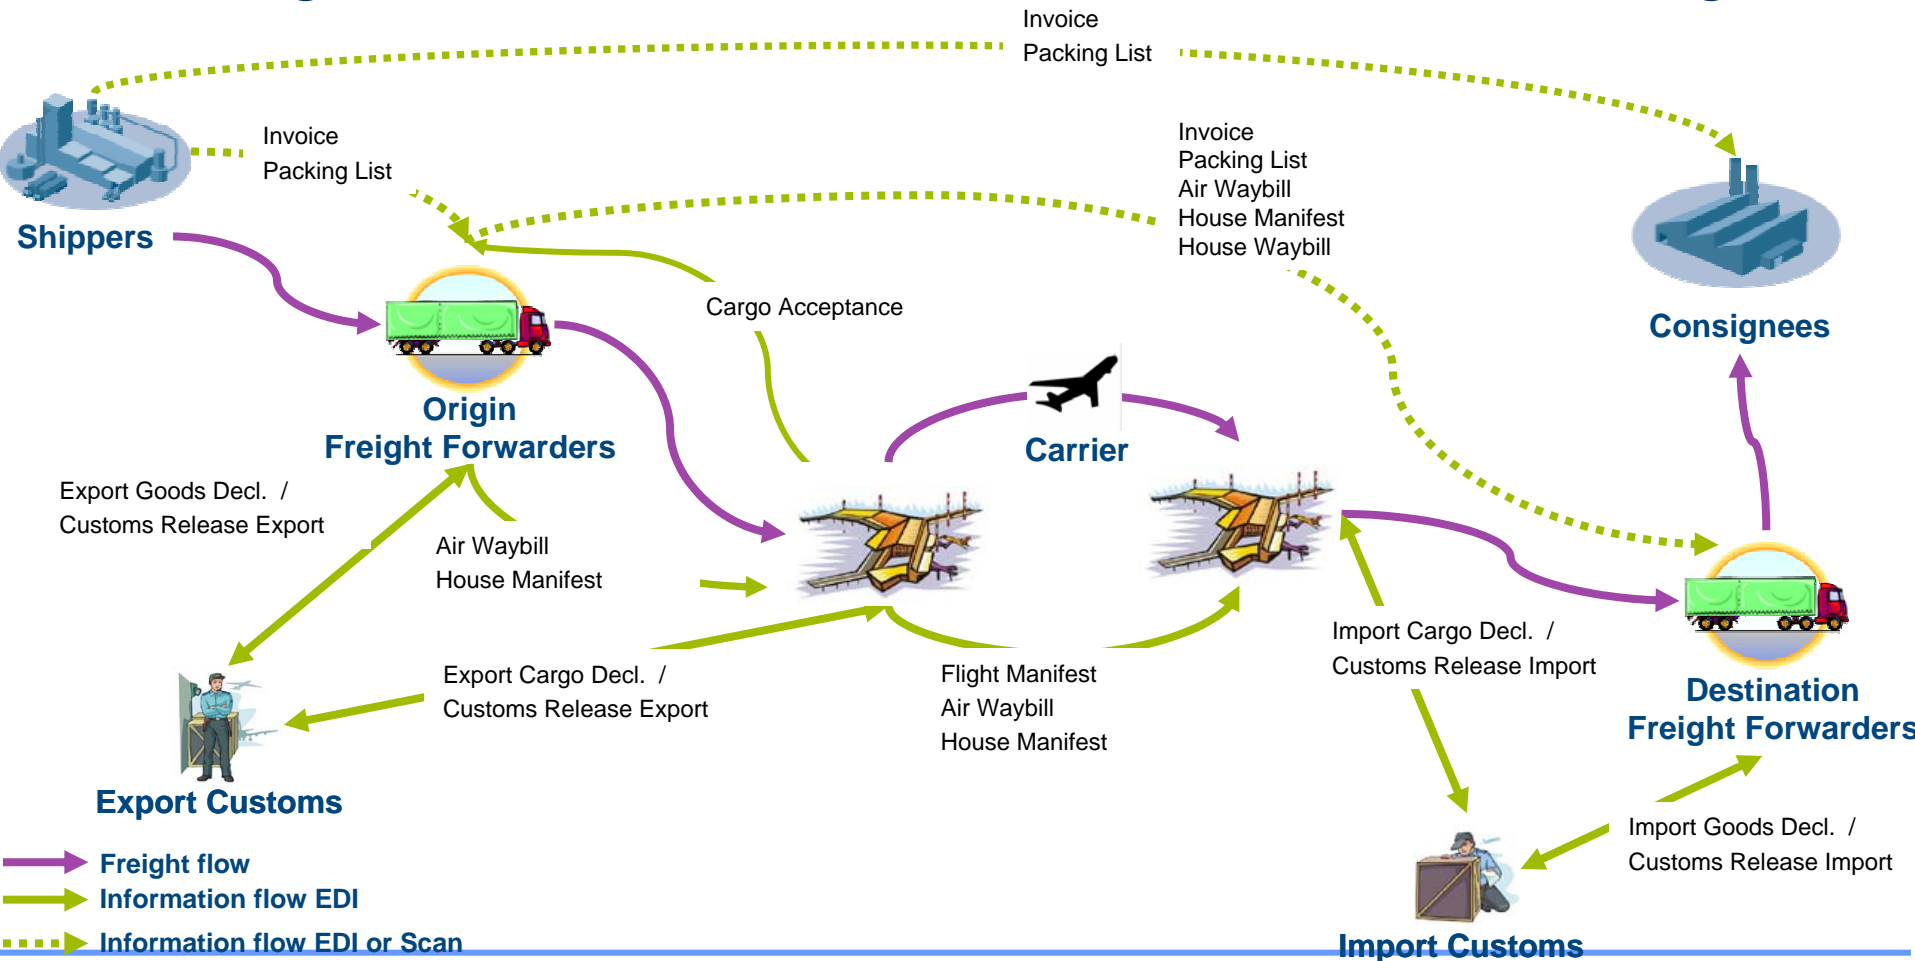 Invoice
Packing List
Invoice
Packing List
Invoice
Packing List
Air Waybill
House Manifest
House Waybill
Shippers
Cargo Acceptance
Consignees
Origin
Freight Forwarders
Carrier
Export Goods Decl. /
Customs Release Export
Air Waybill
House Manifest
Export Cargo Decl. /
Customs Release Export
Flight Manifest
Air Waybill
House Manifest
Import Cargo Decl. /
Customs Release Import
Destination
Freight Forwarders
Export Customs
Import Goods Decl. /
Customs Release Import
Import Customs
Freight flow
Information flow EDI
Information flow EDI or Scan